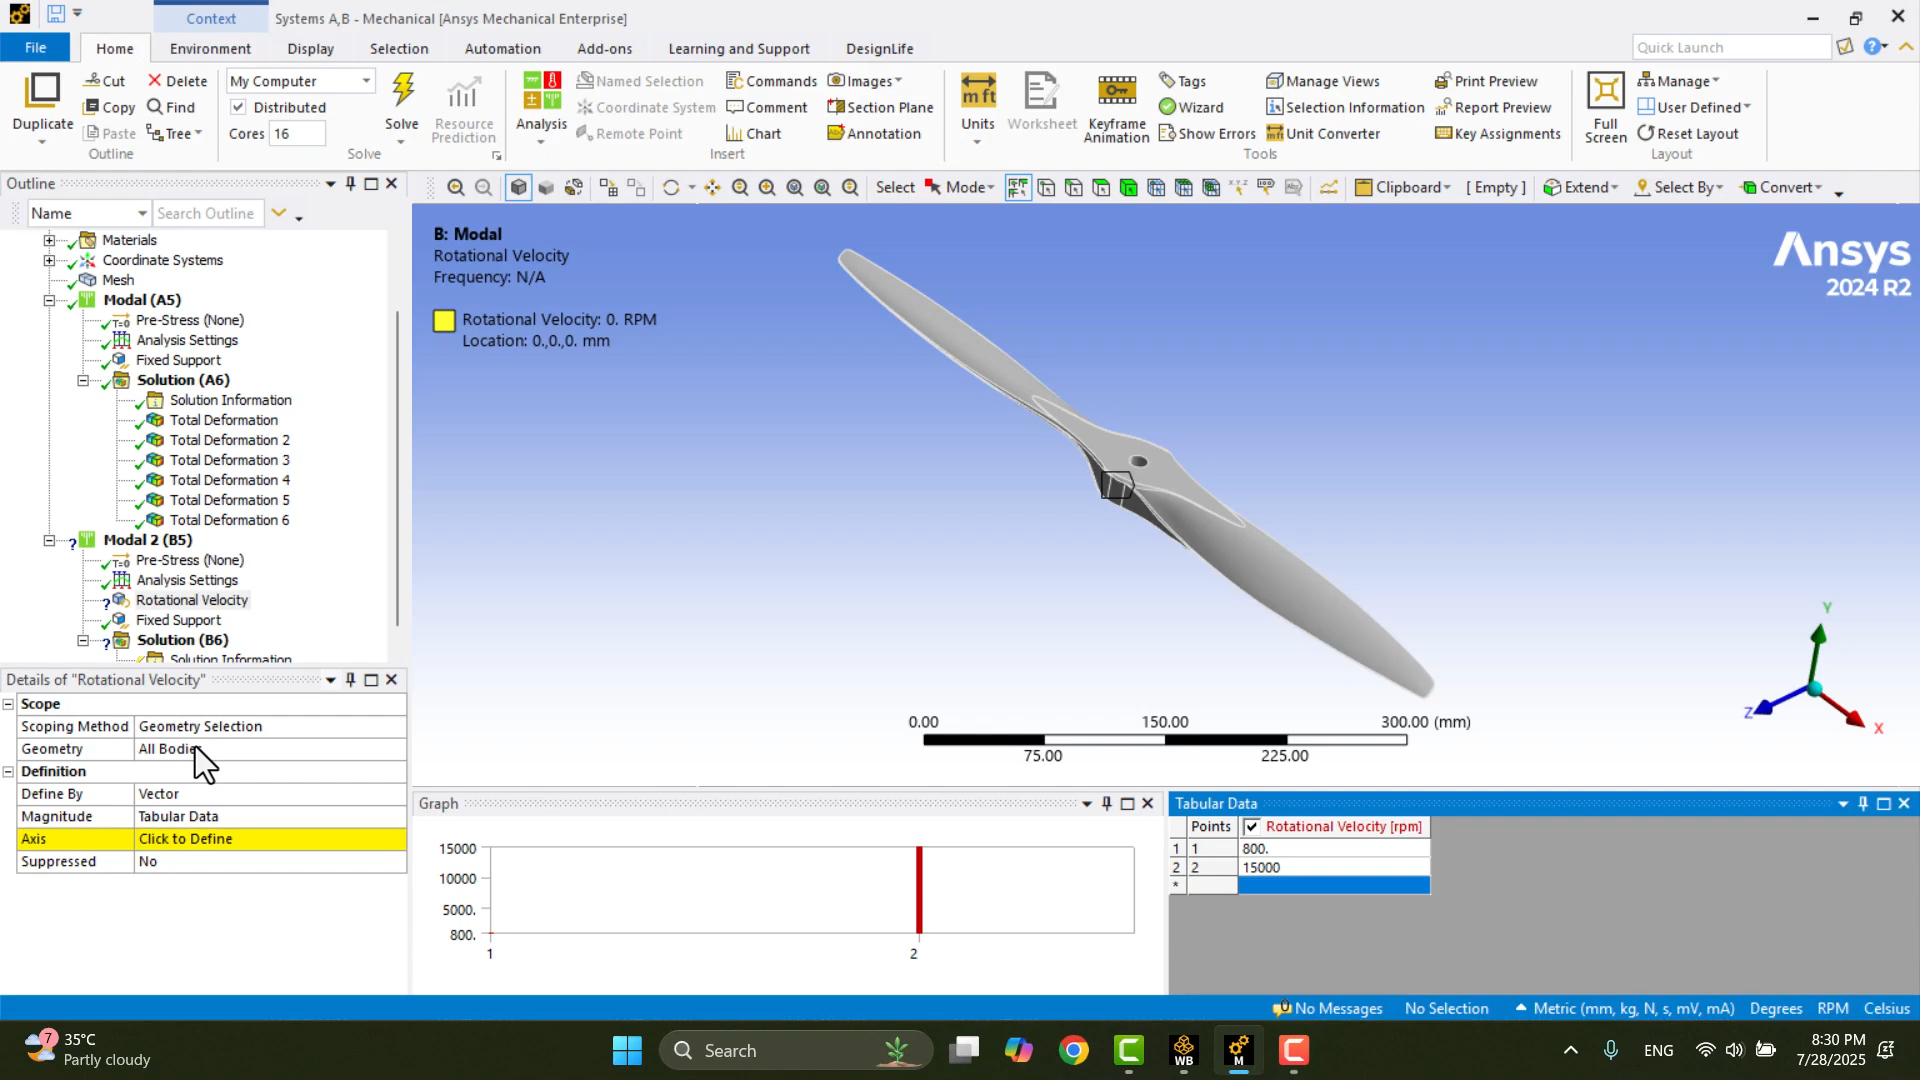 Context
Systems A,B - Mechanical [Ansys Mechanical Enterprise]
File
Home
Environment
Display
Selection
Automation
Add-ons
Learning and Support
DesignLife
Quick Launch
Duplicate
Cut
Copy
Paste
Delete
Find
Tree
Outline
My Computer
Distributed
Cores 16
Solve
Resource
Prediction
Solve
Analysis
Named Selection
Coordinate System
Remote Point
Commands
Comment
Chart
Images
Section Plane
Annotation
Insert
Units
Worksheet
Keyframe
Animation
Tags
Wizard
Show Errors
Manage Views
Selection Information
Unit Converter
Print Preview
Report Preview
Key Assignments
Tools
Full
Screen
Manage
User Defined
Reset Layout
Layout
Outline
Select
Mode
Clipboard
[ Empty ]
Extend
Select By
Convert
Name
Search Outline
Materials
Coordinate Systems
Mesh
Modal (A5)
Pre-Stress (None)
Analysis Settings
Fixed Support
Solution (A6)
Solution Information
Total Deformation
Total Deformation 2
Total Deformation 3
Total Deformation 4
Total Deformation 5
Total Deformation 6
Modal 2 (B5)
Pre-Stress (None)
Analysis Settings
Rotational Velocity
Fixed Support
Solution (B6)
Solution Information
B: Modal
Rotational Velocity
Frequency: N/A
Rotational Velocity: 0. RPM
Location: 0.,0.,0. mm
Ansys
2024 R2
Y
Z
X
0.00
150.00
300.00 (mm)
75.00
225.00
Details of "Rotational Velocity"
Scope
Scoping Method
Geometry Selection
Geometry
All Bodies
Definition
Define By
Vector
Magnitude
Tabular Data
Axis
Click to Define
Suppressed
No
Graph
15000
10000
5000.
800.
1
2
Tabular Data
Points
Rotational Velocity [rpm]
1
1
800.
2
2
15000
*
No Messages
No Selection
Metric (mm, kg, N, s, mV, mA)
Degrees
RPM
Celsius
7
35°C
Partly cloudy
Search
WB
M
ENG
8:30 PM
7/28/2025